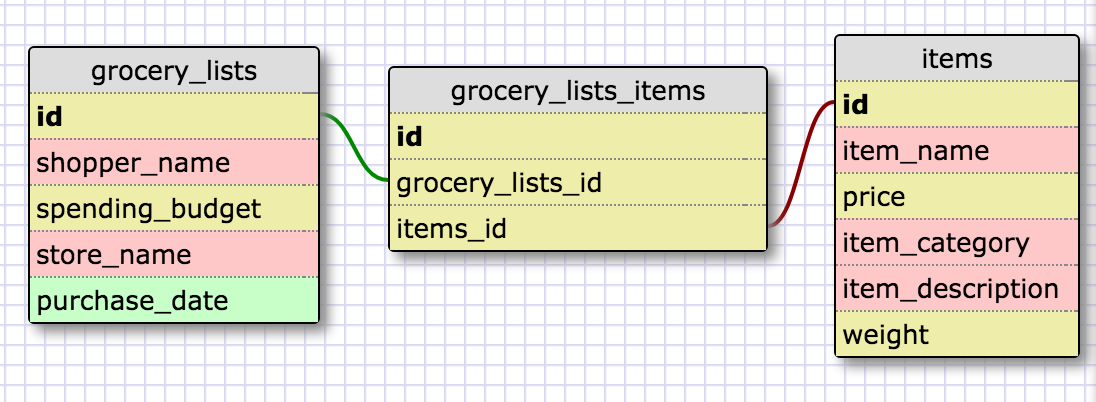 grocery_lists
id
shopper_name
spending_budget
store_name
purchase_date
grocery_lists_items
id
grocery_lists_id
items_id
items
id
item_name
price
item_category
item_description
weight